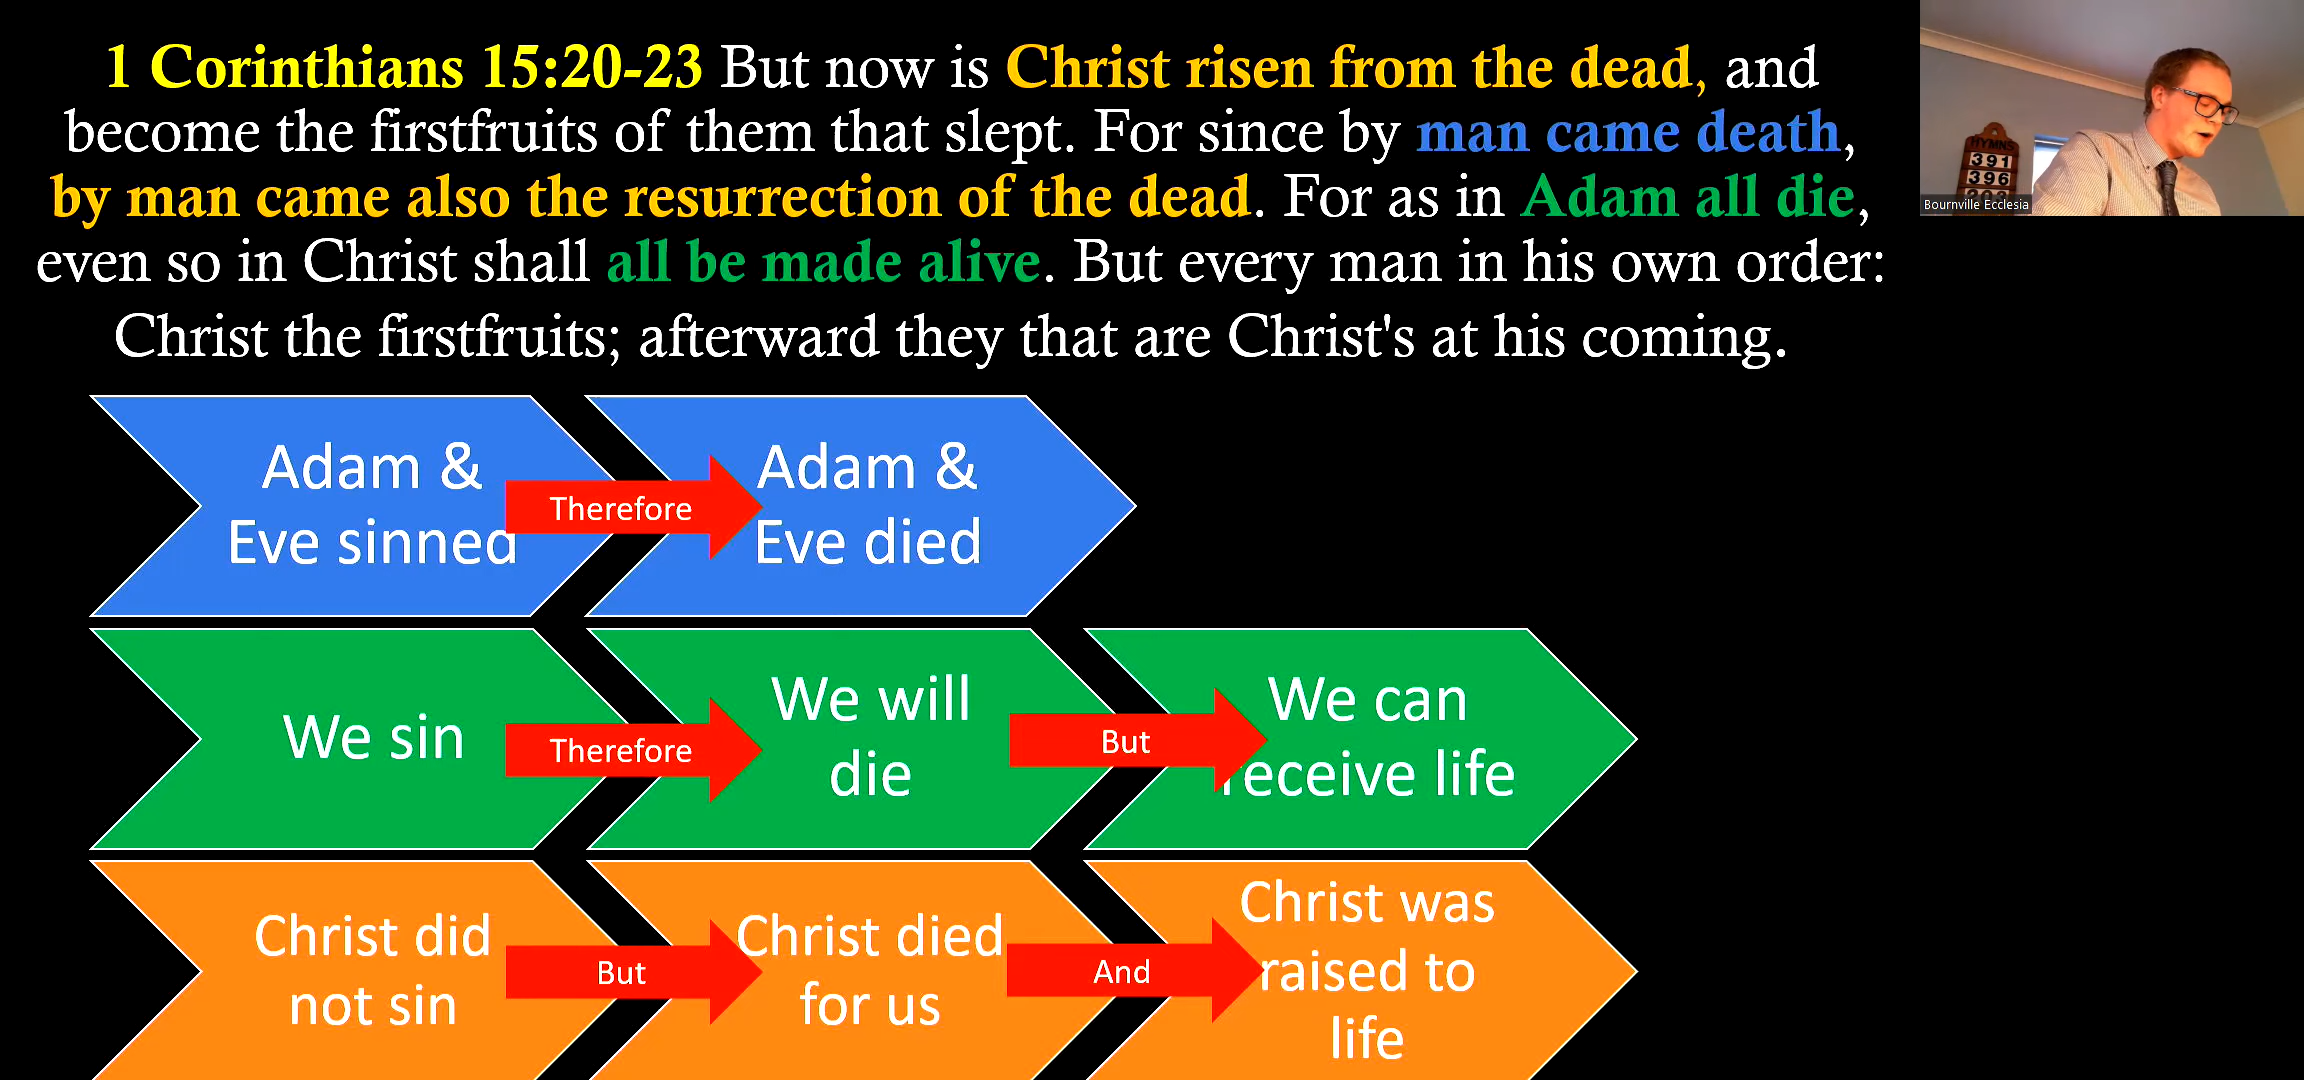 1 Corinthians 15:20-23 But now is Christ risen from the dead, and
become the firstfruits of them that slept. For since by man came death,
by man came also the resurrection of the dead. For as in Adam all die,
even so in Christ shall all be made alive. But every man in his own order:
Christ the firstfruits; afterward they that are Christ's at his coming.
HYMNS
391
396
Bournville Ecclesia
Adam &
Eve sinned
Therefore
Adam &
Eve died
We sin
Therefore
We will
die
But
We can
receive life
Christ did
not sin
But
Christ died
for us
And
Christ was
raised to
life